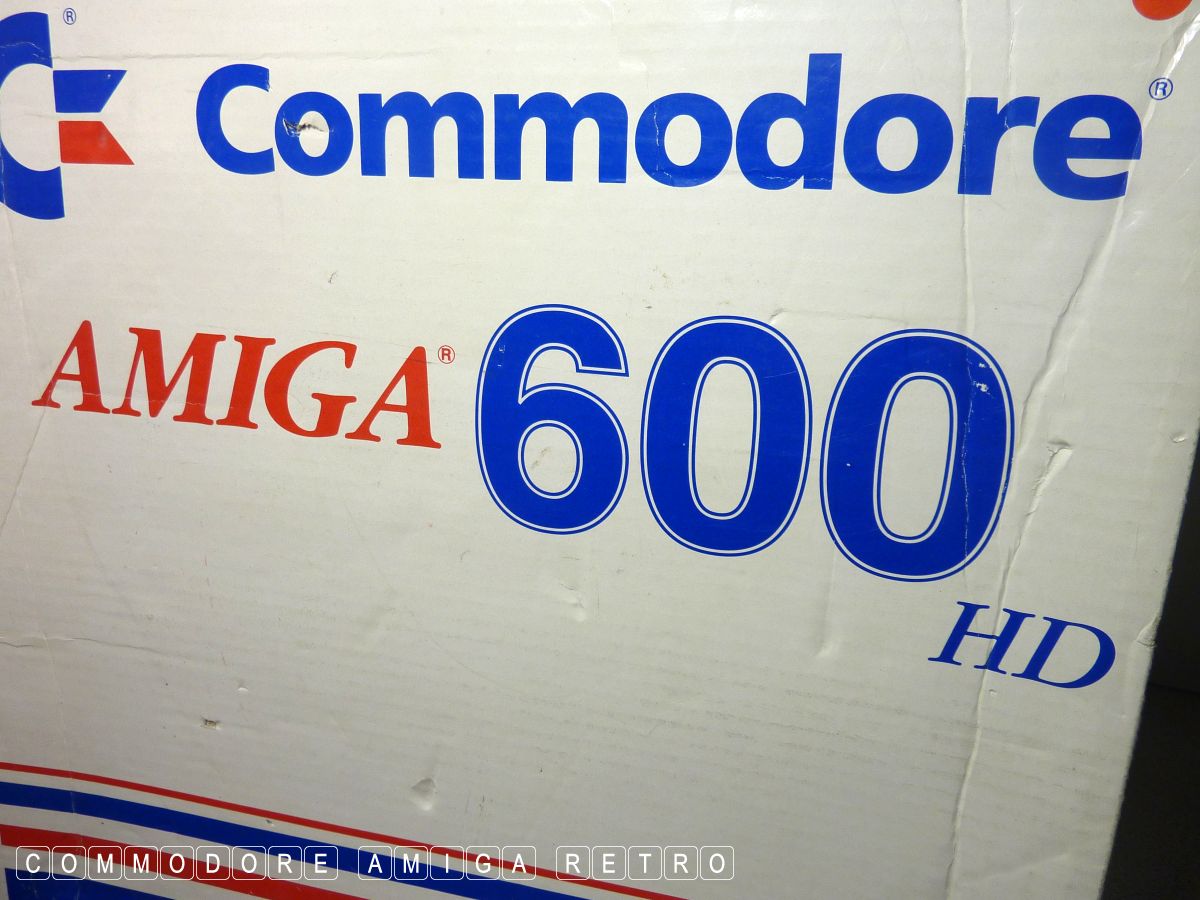 ®
Commodore®
AMIGA® 600
HD
COMMODORE AMIGA RETRO